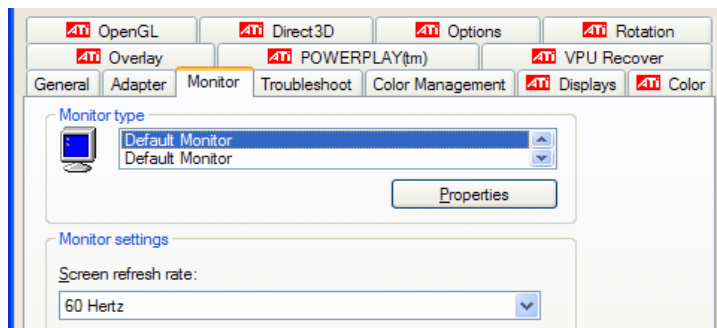 ATI OpenGL ATI Direct3D ATI Options ATI Rotation
ATI Overlay ATI POWERPLAY(tm) ATI VPU Recover
General Adapter Monitor Troubleshoot Color Management ATI Displays ATI Color
Monitor type
Default Monitor
Default Monitor
Properties
Monitor settings
Screen refresh rate:
60 Hertz